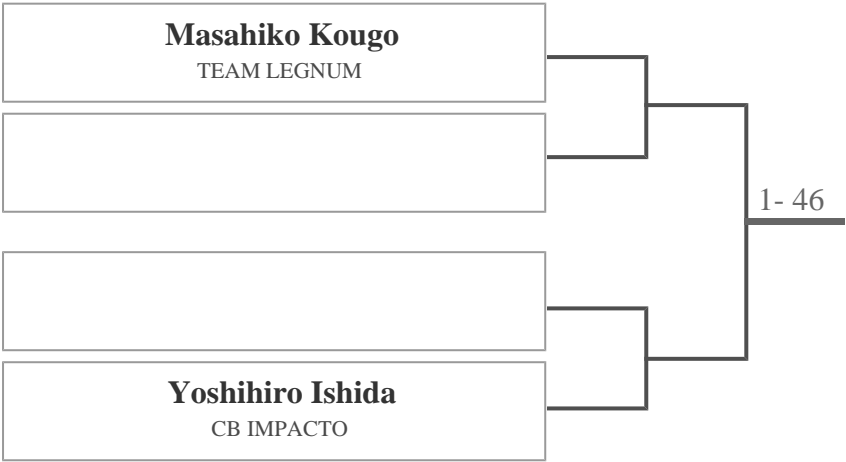 Masahiko Kougo
TEAM LEGNUM
1- 46
Yoshihiro Ishida
CB IMPACTO